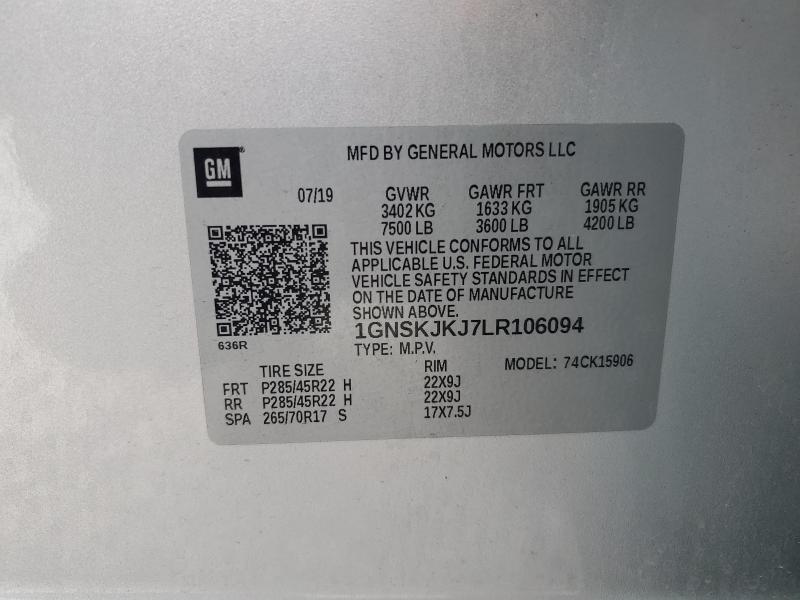 GM
MFD BY GENERAL MOTORS LLC
07/19 GVWR GAWR FRT GAWR RR
3402 KG 1633 KG 1905 KG
7500 LB 3600 LB 4200 LB
THIS VEHICLE CONFORMS TO ALL
APPLICABLE U.S. FEDERAL MOTOR
VEHICLE SAFETY STANDARDS IN EFFECT
ON THE DATE OF MANUFACTURE
SHOWN ABOVE.
1GNSKJKJ7LR106094
636R
TYPE: M.P.V.
TIRE SIZE RIM MODEL: 74CK15906
FRT P285/45R22 H 22X9J
RR P285/45R22 H 22X9J
SPA 265/70R17 S 17X7.5J